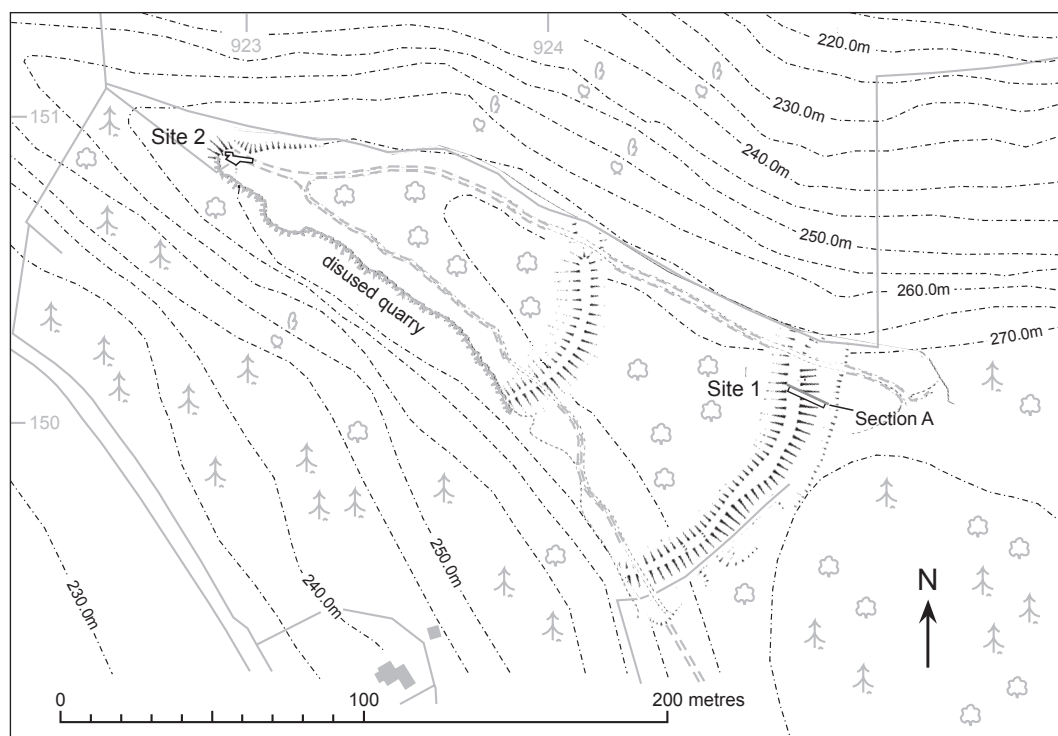 923
924
220.0m
230.0m
240.0m
250.0m
260.0m
270.0m
151
Site 2
disused quarry
Site 1
Section A
150
250.0m
240.0m
230.0m
N
0
100
200 metres